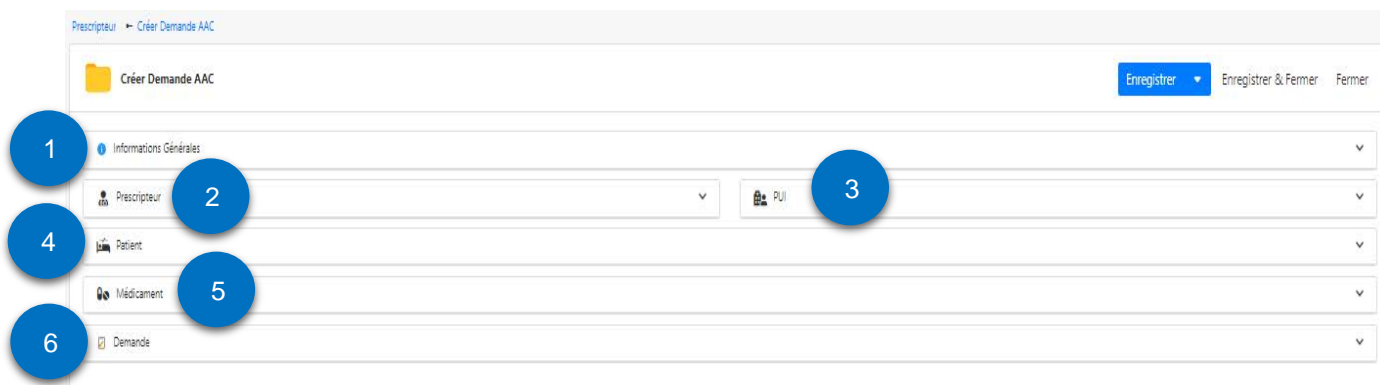 Prescripteur ► Créer Demande AAC
Créer Demande AAC
Enregistrer Enregistrer & Fermer Fermer
1 Informations Générales
Prescripteur 2 PUI 3
4 Patient
Médicament 5
6 Demande